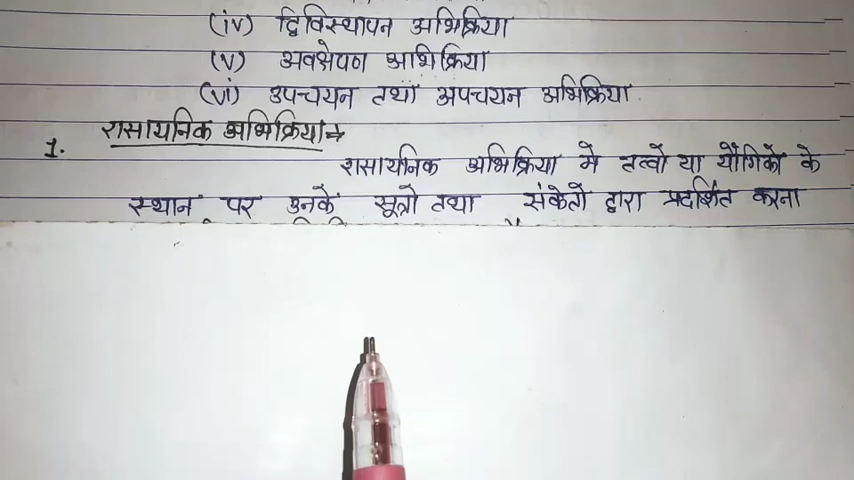 (iv) द्विविस्थापन अभिक्रिया
(v) अवक्षेपण अभिक्रिया
(vi) उपचयन तथा अपचयन अभिक्रिया.
1. रासायनिक अभिक्रिया→
रासायनिक अभिक्रिया मे तत्वो या यौगिको के
स्थान पर उनके सूत्रो तथा संकेतो द्वारा प्रदर्शित करना